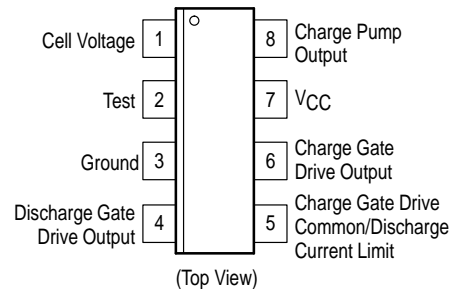 Cell Voltage 1
Test 2
Ground 3
Discharge Gate
Drive Output 4
8 Charge Pump
Output
7 VCC
6 Charge Gate
Drive Output
5 Charge Gate Drive
Common/Discharge
Current Limit
(Top View)